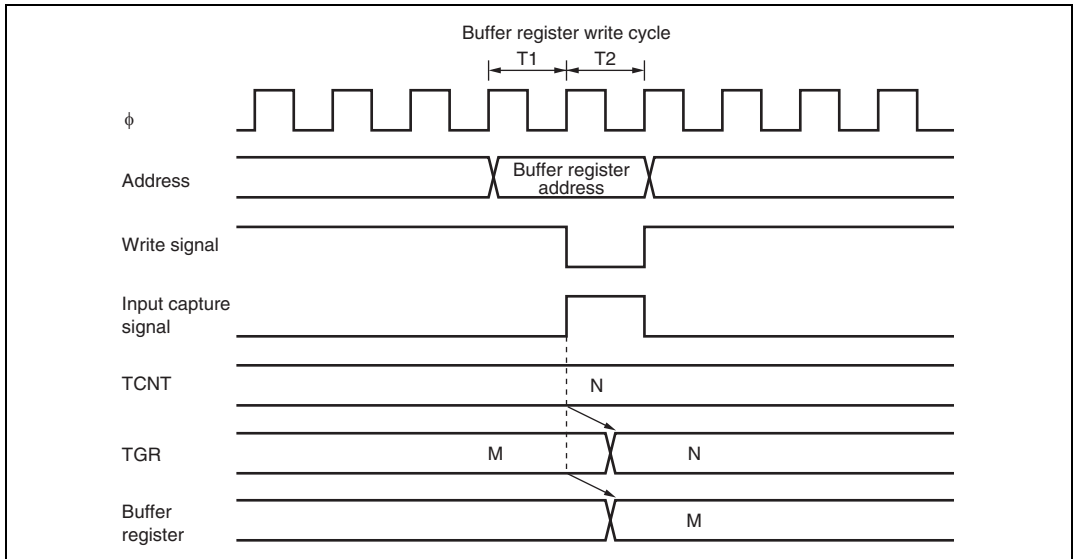 Buffer register write cycle
T1 T2
ϕ
Buffer register
address
Address
Write signal
Input capture
signal
TCNT
N
TGR
M N
Buffer
register
M